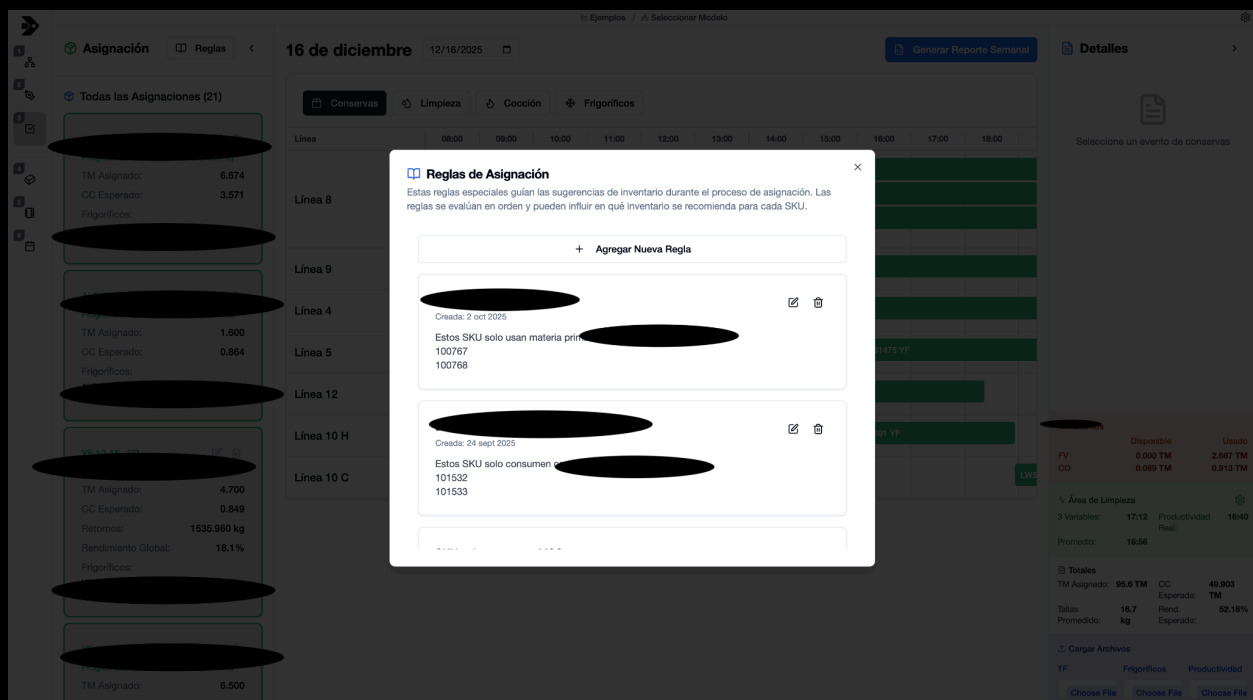 Ejemplos / Seleccionar Modelo
Asignación
Reglas
16 de diciembre
12/16/2025
Generar Reporte Semanal
Detalles
Todas las Asignaciones (21)
TM Asignado: 6.674
CC Esperado: 3.571
Frigoríficos:
TM Asignado: 1.600
CC Esperado: 0.864
Frigoríficos:
TM Asignado: 4.700
CC Esperado: 0.849
Retornos: 1535.960 kg
Rendimiento Global: 18.1%
Frigoríficos:
TM Asignado: 6.500
Conservas
Limpieza
Cocción
Frigoríficos
Línea 08:00 09:00 10:00 11:00 12:00 13:00 14:00 15:00 16:00 17:00 18:00
Línea 8
Línea 9
Línea 4
Línea 5
Línea 12
Línea 10 H
Línea 10 C
LWS
Reglas de Asignación
Estas reglas especiales guían las sugerencias de inventario durante el proceso de asignación. Las
reglas se evalúan en orden y pueden influir en qué inventario se recomienda para cada SKU.
+ Agregar Nueva Regla
Creada: 2 oct 2025
Estos SKU solo usan materia
100767
100768
Creada: 24 sept 2025
Estos SKU solo consumen
101532
101533
Seleccione un evento de conservas
Disponible Usado
FV 0.000 TM 2.667 TM
CO 0.069 TM 0.913 TM
Área de Limpieza
3 Variables: 17:12 Productividad 16:40
Real:
Promedio: 16:56
Totales
TM Asignado: 95.6 TM CC 49.903
Esperada: TM
Tallas 16.7 Rend. 52.16%
Promedido: kg Esperado:
Cargar Archivos
TF Frigoríficos Productividad
Choose File Choose File Choose File